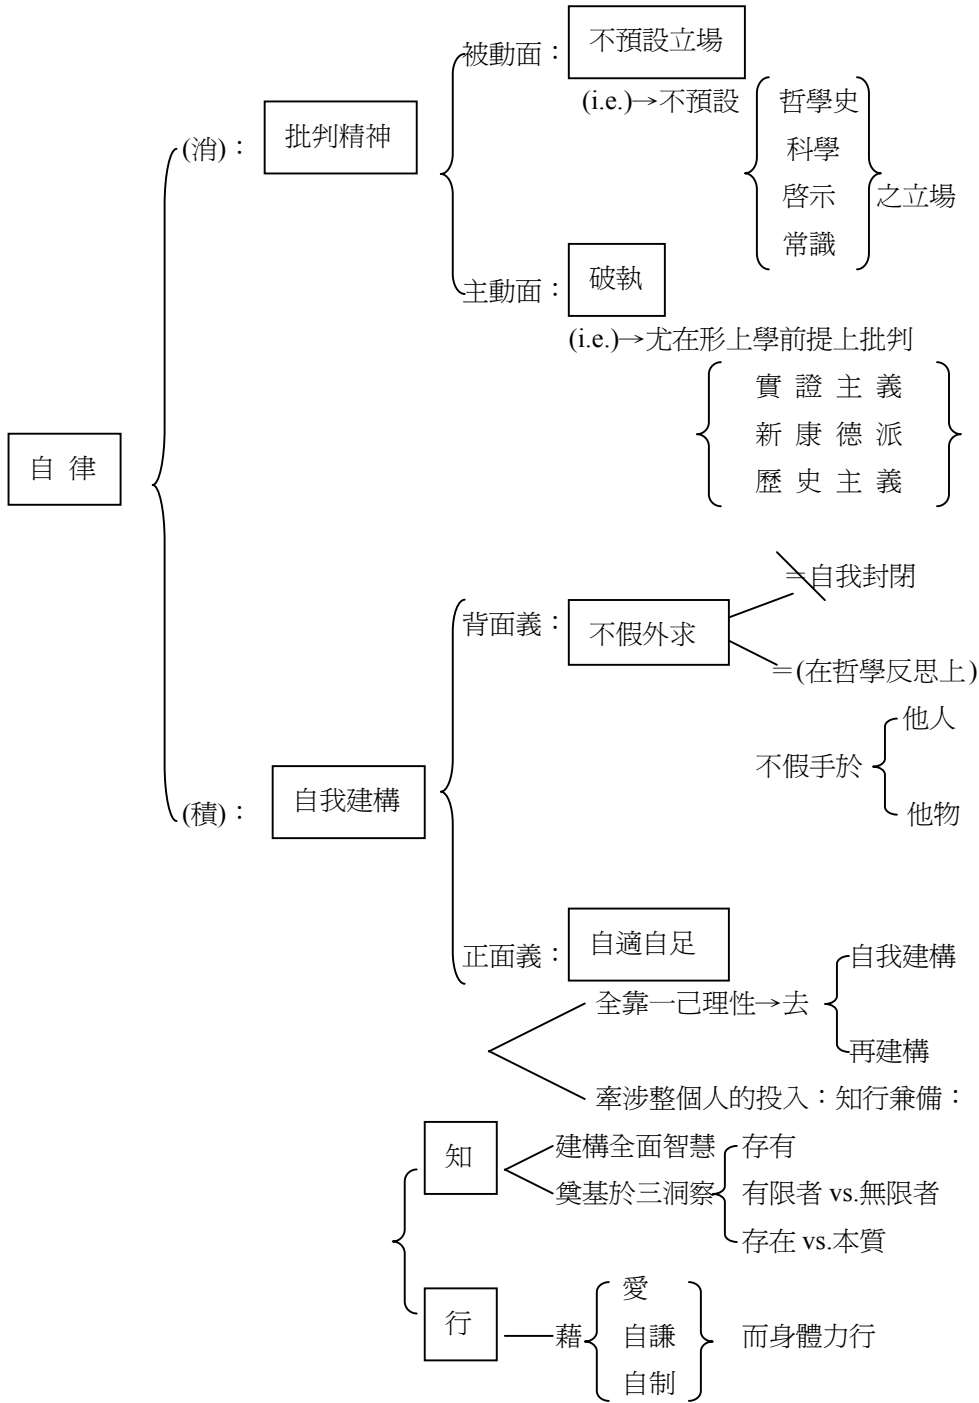 被動面： 不預設立場
(i.e.)→不預設 哲學史
科學
啓示 之立場
常識
(消)： 批判精神
主動面： 破執
(i.e.)→尤在形上學前提上批判
實 證 主 義
新 康 德 派
歷 史 主 義
自 律
＝自我封閉
背面義： 不假外求
＝(在哲學反思上)
他人
不假手於
他物
(積)： 自我建構
正面義： 自適自足
自我建構
全靠一己理性→去
再建構
牽涉整個人的投入：知行兼備：
知 建構全面智慧
奠基於三洞察 存有
有限者 vs.無限者
存在 vs.本質
行 藉 愛
自謙 而身體力行
自制